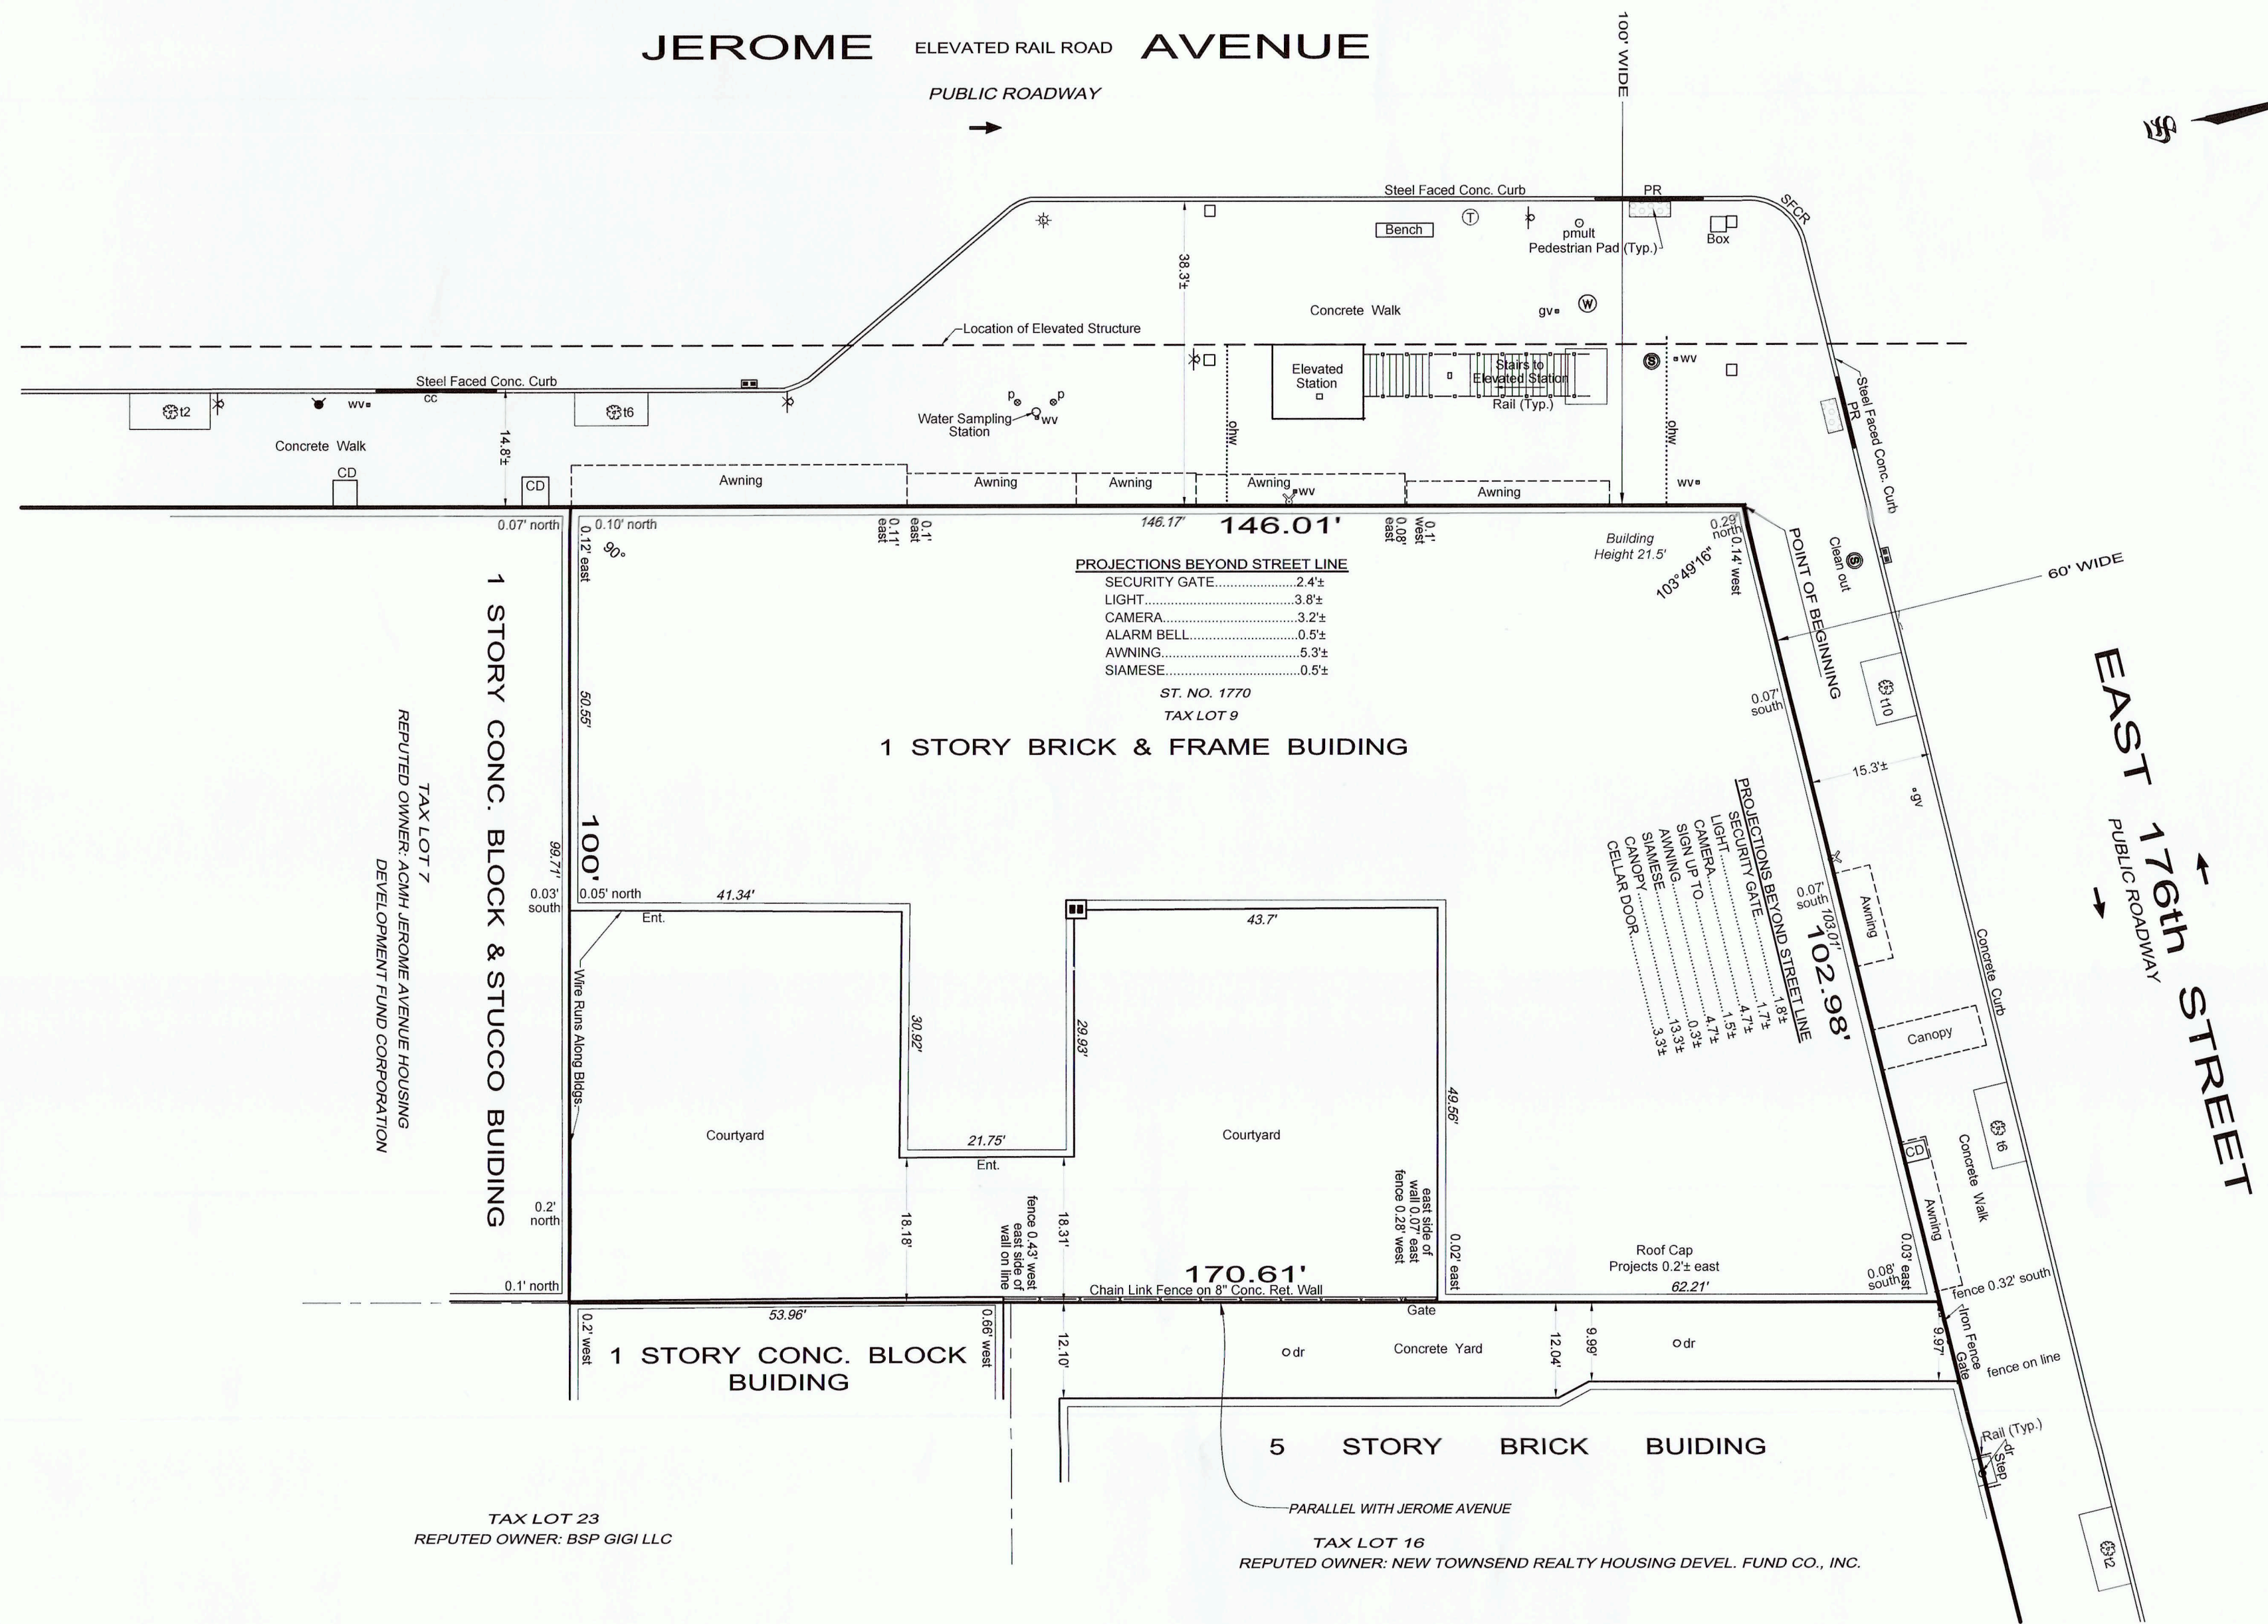 JEROME ELEVATED RAIL ROAD AVENUE
PUBLIC ROADWAY
100' WIDE
Steel Faced Conc. Curb
PR
SFCR
Bench
T
pmult
Pedestrian Pad (Typ.)
Box
38.3'±
Concrete Walk
gv
W
Location of Elevated Structure
Elevated
Station
Stairs to
Elevated Station
Rail (Typ.)
S
wv
Steel Faced Conc. Curb
cc
t2
wv
t6
p
p
Water Sampling
Station
wv
ohw
ohw
PR
Steel Faced Conc. Curb
Concrete Walk
14.8'±
CD
CD
Awning
Awning
Awning
Awning
wv
Awning
wv
0.07' north
0.10' north
0.12' east
90°
0.11'
east
0.1'
east
146.17'
146.01'
0.08'
east
0.1'
west
Building
Height 21.5'
0.29'
north
0.14' west
103°49'16"
POINT OF BEGINNING
Clean out
S
60' WIDE
PROJECTIONS BEYOND STREET LINE
SECURITY GATE......................2.4'±
LIGHT.........................................3.8'±
CAMERA....................................3.2'±
ALARM BELL.............................0.5'±
AWNING.....................................5.3'±
SIAMESE....................................0.5'±
ST. NO. 1770
TAX LOT 9
1 STORY BRICK & FRAME BUIDING
1 STORY CONC. BLOCK & STUCCO BUIDING
TAX LOT 7
REPUTED OWNER: ACMH JEROME AVENUE HOUSING
DEVELOPMENT FUND CORPORATION
50.55'
99.71'
100'
0.03'
south
0.05' north
41.34'
Ent.
Wire Runs Along Bldgs.
43.7'
30.92'
29.93'
49.56'
Courtyard
21.75'
Ent.
Courtyard
0.07'
south
t10
15.3'±
gv
EAST 176th STREET
PUBLIC ROADWAY
PROJECTIONS BEYOND STREET LINE
SECURITY GATE..............1.8'±
LIGHT..............1.7'±
CAMERA..............4.7'±
SIGN UP TO..............1.5'±
AWNING..............4.7'±
SIAMESE..............0.3'±
CANOPY..............13.3'±
CELLAR DOOR..............3.3'±
0.07'
south
103.01'
102.98'
Awning
Concrete Curb
Canopy
t6
CD
Concrete Walk
Awning
0.2'
north
0.1' north
18.18'
fence 0.43' west
east side of
wall on line
18.31'
170.61'
Chain Link Fence on 8" Conc. Ret. Wall
east side of
wall 0.07' east
fence 0.28' west
0.02' east
Roof Cap
Projects 0.2'± east
62.21'
0.08'
south
0.03' east
fence 0.32' south
Iron Fence
Gate
fence on line
53.96'
0.2' west
0.66' west
1 STORY CONC. BLOCK
BUIDING
Gate
12.10'
dr
Concrete Yard
12.04'
9.99'
dr
9.97'
5 STORY BRICK BUIDING
Rail (Typ.)
dr
Step
PARALLEL WITH JEROME AVENUE
TAX LOT 23
REPUTED OWNER: BSP GIGI LLC
TAX LOT 16
REPUTED OWNER: NEW TOWNSEND REALTY HOUSING DEVEL. FUND CO., INC.
t2